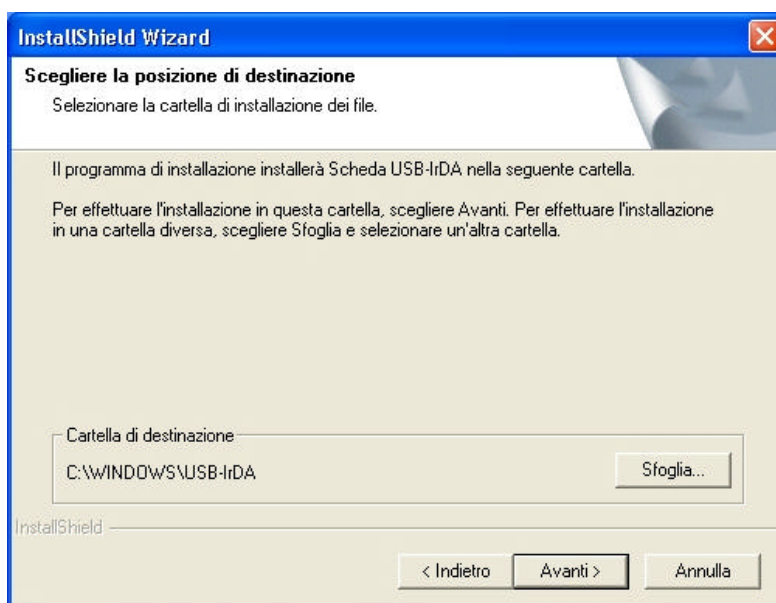 InstallShield Wizard
Scegliere la posizione di destinazione
Selezionare la cartella di installazione dei file.
Il programma di installazione installerà Scheda USB-IrDA nella seguente cartella.
Per effettuare l'installazione in questa cartella, scegliere Avanti. Per effettuare l'installazione
in una cartella diversa, scegliere Sfoglia e selezionare un'altra cartella.
Cartella di destinazione
C:\WINDOWS\USB-IrDA
Sfoglia...
InstallShield
< Indietro
Avanti >
Annulla